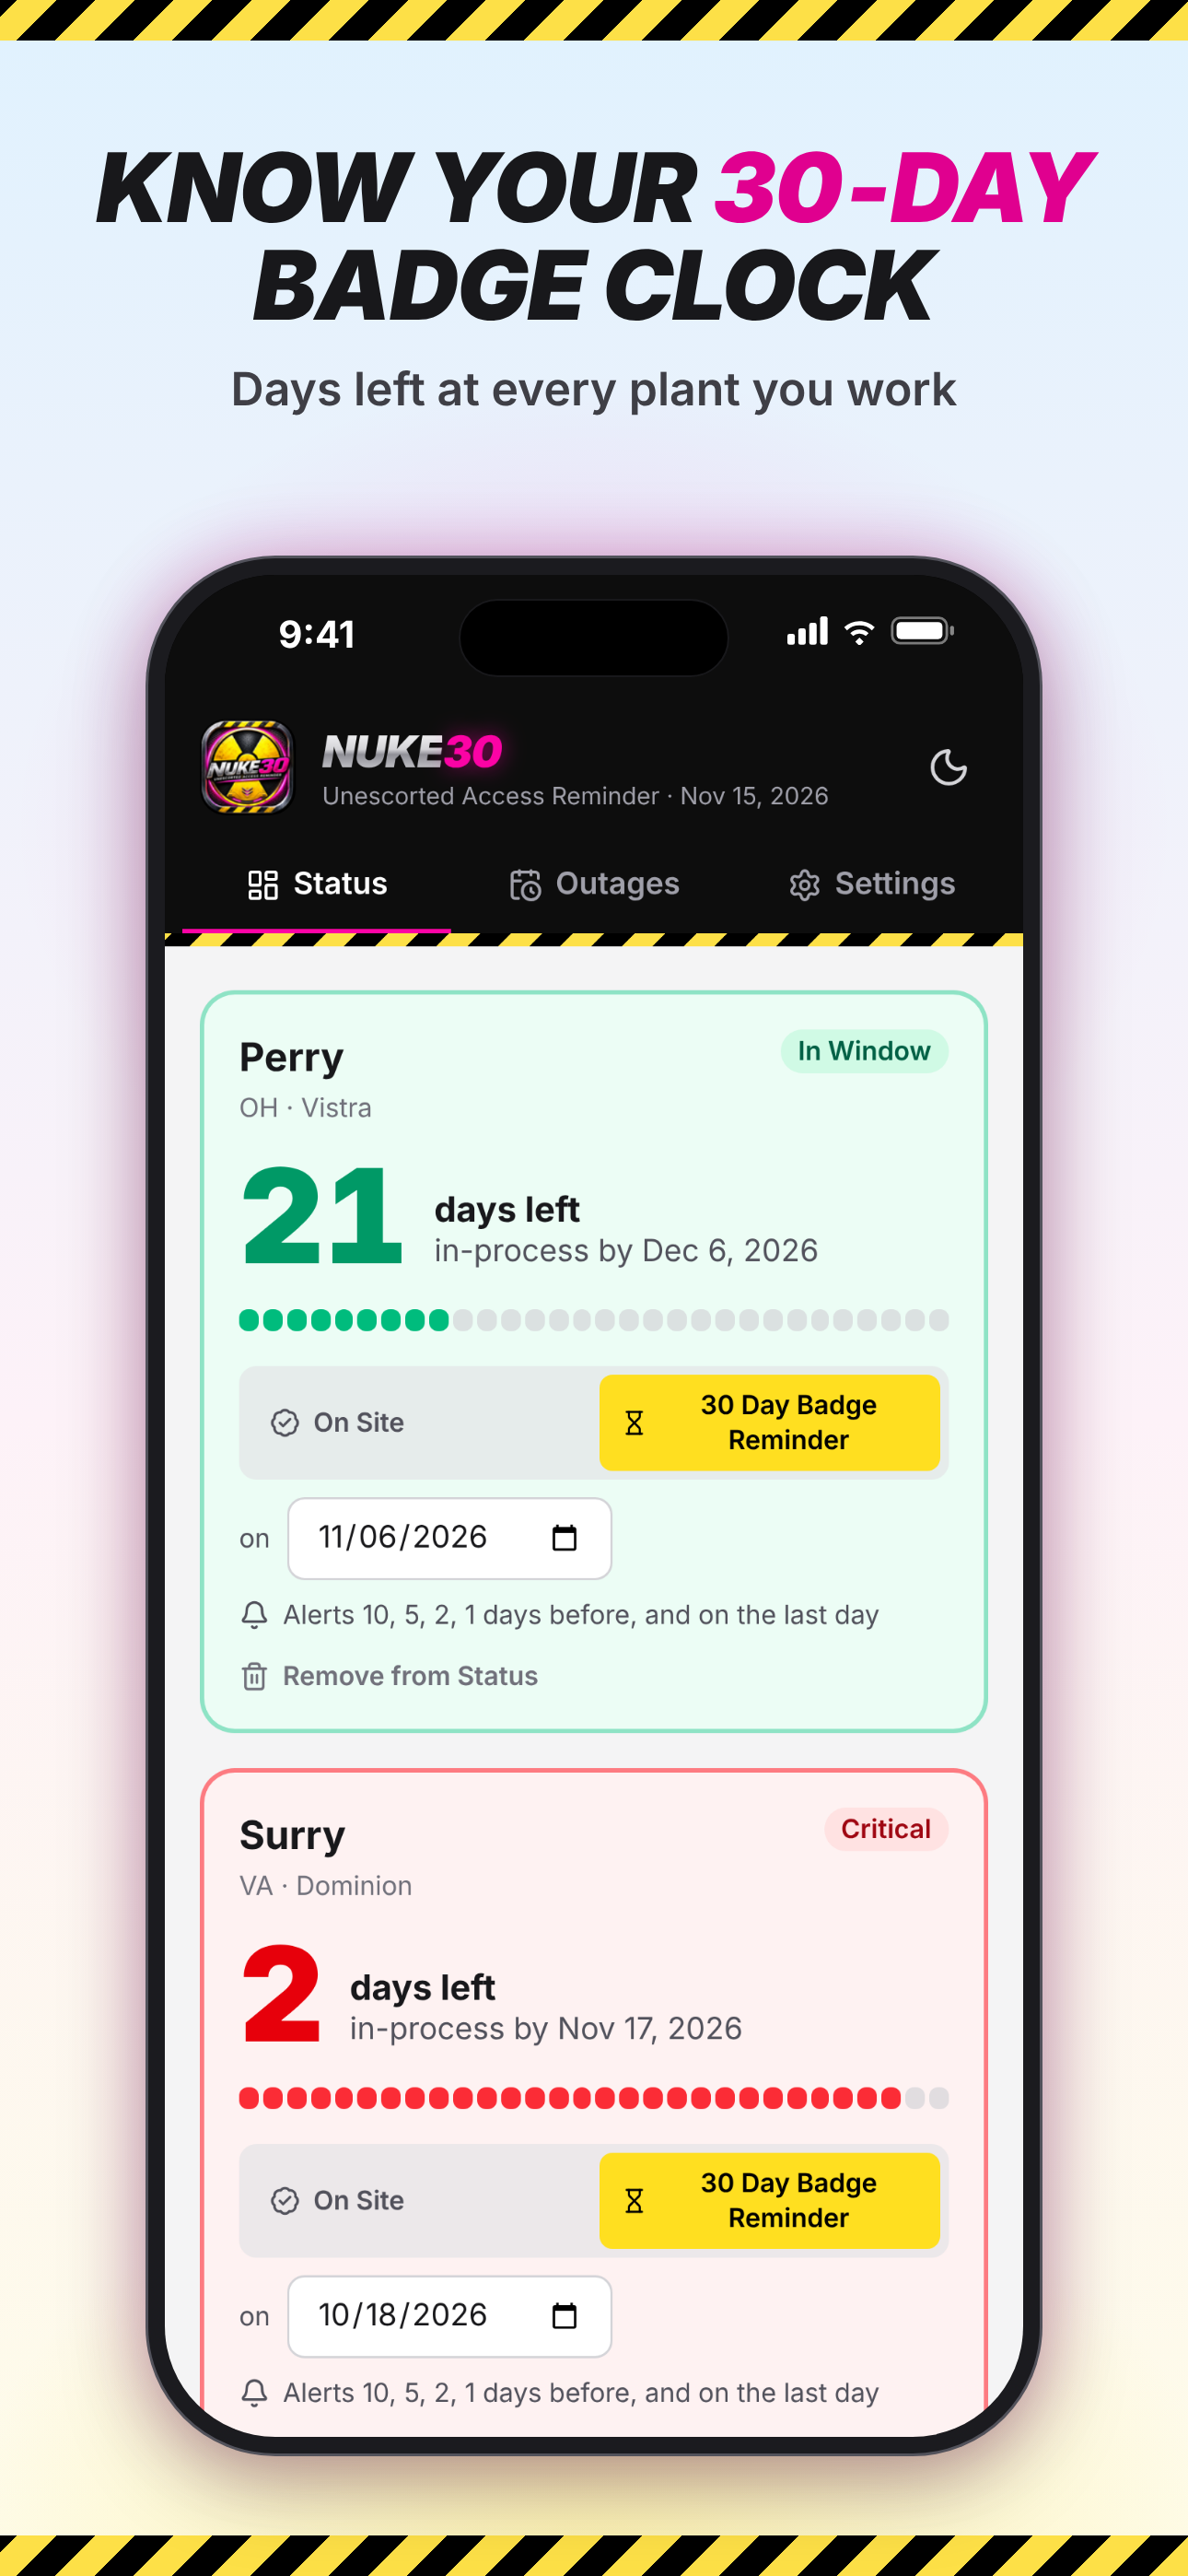 KNOW YOUR 30-DAY
BADGE CLOCK
Days left at every plant you work
9:41
NUKE30
UNESCORTED ACCESS REMINDER
NUKE30
Unescorted Access Reminder · Nov 15, 2026
Status
Outages
Settings
Perry
In Window
OH · Vistra
21
days left
in-process by Dec 6, 2026
On Site
30 Day Badge
Reminder
on
11/06/2026
Alerts 10, 5, 2, 1 days before, and on the last day
Remove from Status
Surry
Critical
VA · Dominion
2
days left
in-process by Nov 17, 2026
On Site
30 Day Badge
Reminder
on
10/18/2026
Alerts 10, 5, 2, 1 days before, and on the last day